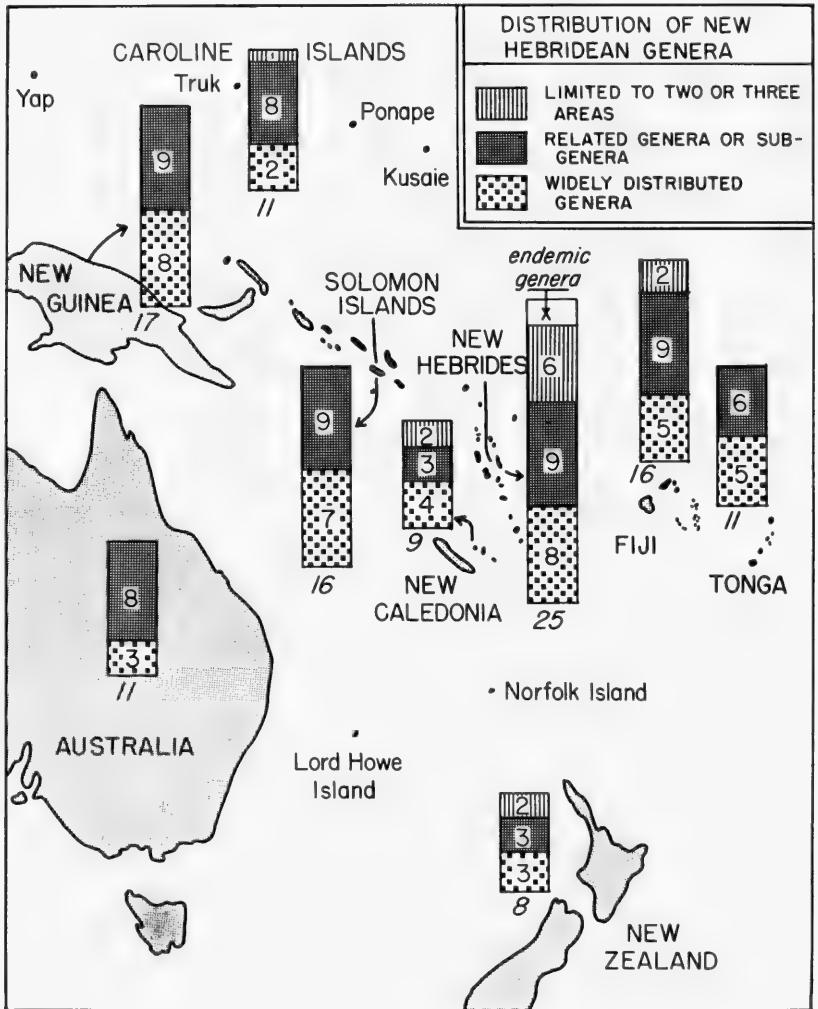 DISTRIBUTION OF NEW
HEBRIDEAN GENERA
LIMITED TO TWO OR THREE
AREAS
RELATED GENERA OR SUB-
GENERA
WIDELY DISTRIBUTED
GENERA
CAROLINE ISLANDS
Yap
Truk
Ponape
Kusaie
1
8
2
11
9
8
17
NEW
GUINEA
SOLOMON
ISLANDS
9
7
16
NEW
HEBRIDES
endemic
genera
X
6
9
8
25
2
3
4
9
NEW
CALEDONIA
2
9
5
16
FIJI
6
5
11
TONGA
8
3
11
AUSTRALIA
Norfolk Island
Lord Howe
Island
2
3
3
8
NEW
ZEALAND